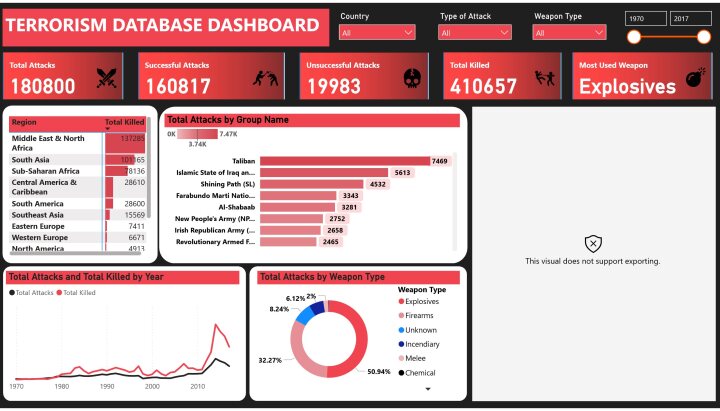 TERRORISM DATABASE DASHBOARD
Country
All
Type of Attack
All
Weapon Type
All
1970
2017
Total Attacks
180800
Successful Attacks
160817
Unsuccessful Attacks
19983
Total Killed
410657
Most Used Weapon
Explosives
Region Total Killed
Middle East & North 137285
Africa
South Asia 101165
Sub-Saharan Africa 78136
Central America & 28610
Caribbean
South America 28600
Southeast Asia 15569
Eastern Europe 7411
Western Europe 6671
North America 4913
Total Attacks by Group Name
0K 7.47K
3.74K
Taliban 7469
Islamic State of Iraq an... 5613
Shining Path (SL) 4532
Farabundo Marti Natio... 3343
Al-Shabaab 3281
New People's Army (NP... 2752
Irish Republican Army (... 2658
Revolutionary Armed F... 2465
This visual does not support exporting.
Total Attacks and Total Killed by Year
Total Attacks Total Killed
1970 1980 1990 2000 2010
Total Attacks by Weapon Type
6.12% 2%
8.24%
32.27%
50.94%
Weapon Type
Explosives
Firearms
Unknown
Incendiary
Melee
Chemical